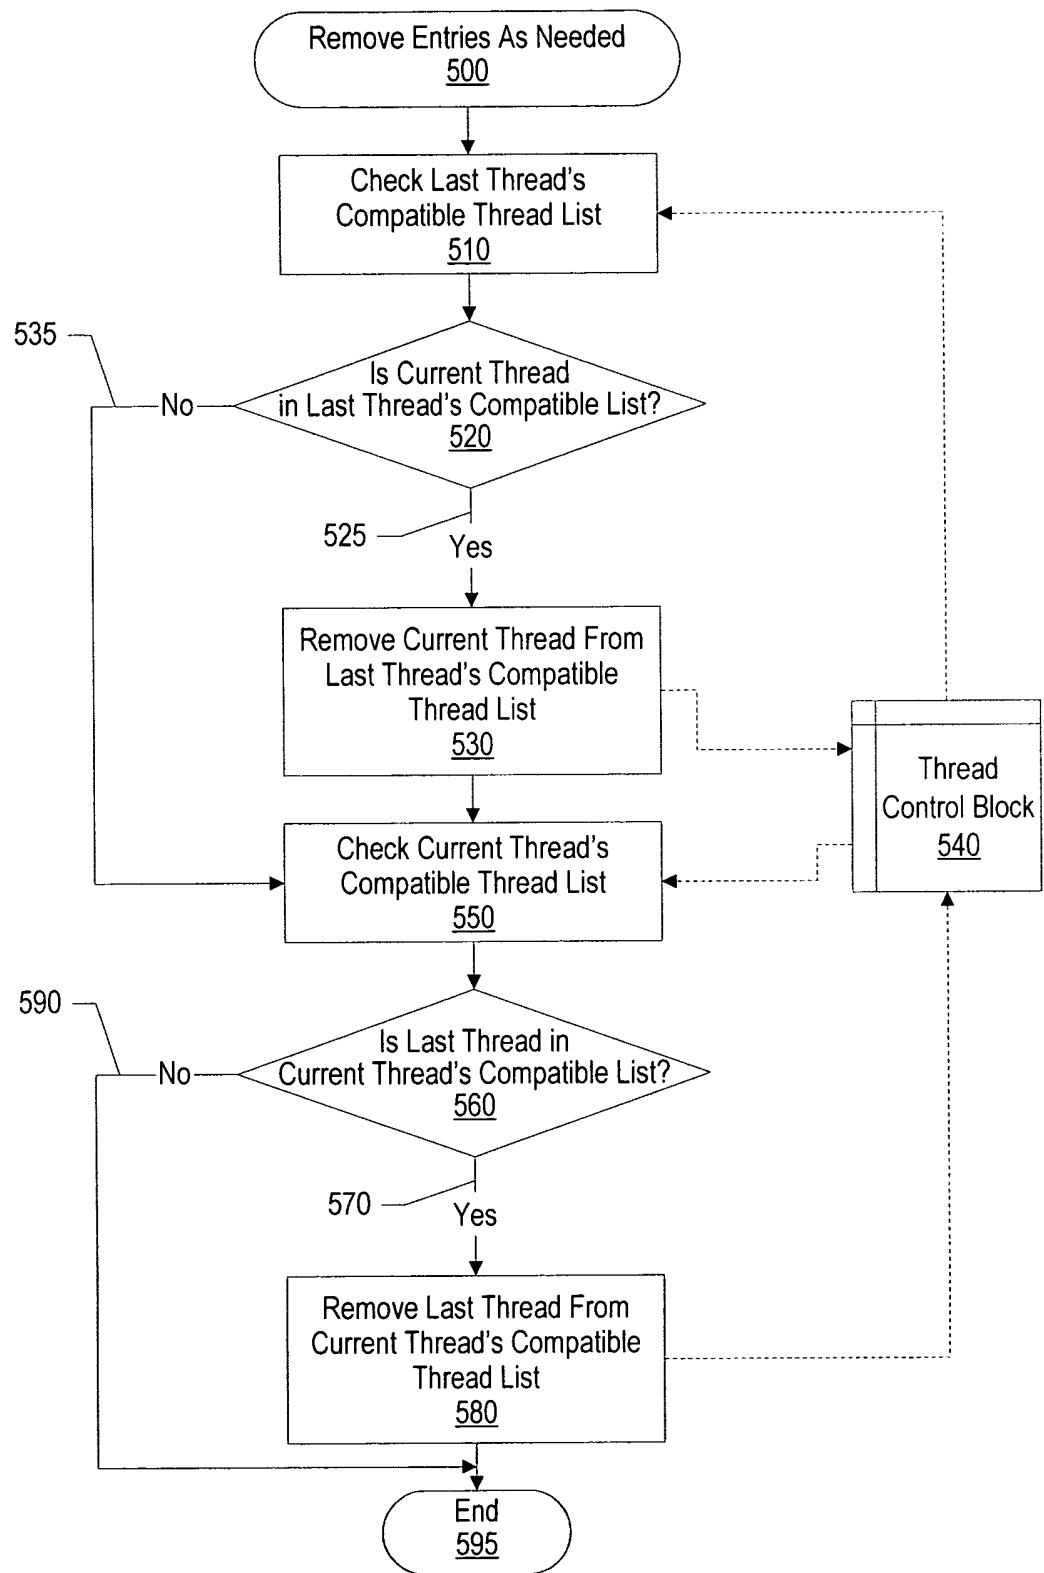 Remove Entries As Needed
500
Check Last Thread's
Compatible Thread List
510
535
Is Current Thread
in Last Thread's Compatible List?
520
No
525
Yes
Remove Current Thread From
Last Thread's Compatible
Thread List
530
Thread
Control Block
540
Check Current Thread's
Compatible Thread List
550
590
Is Last Thread in
Current Thread's Compatible List?
560
No
570
Yes
Remove Last Thread From
Current Thread's Compatible
Thread List
580
End
595